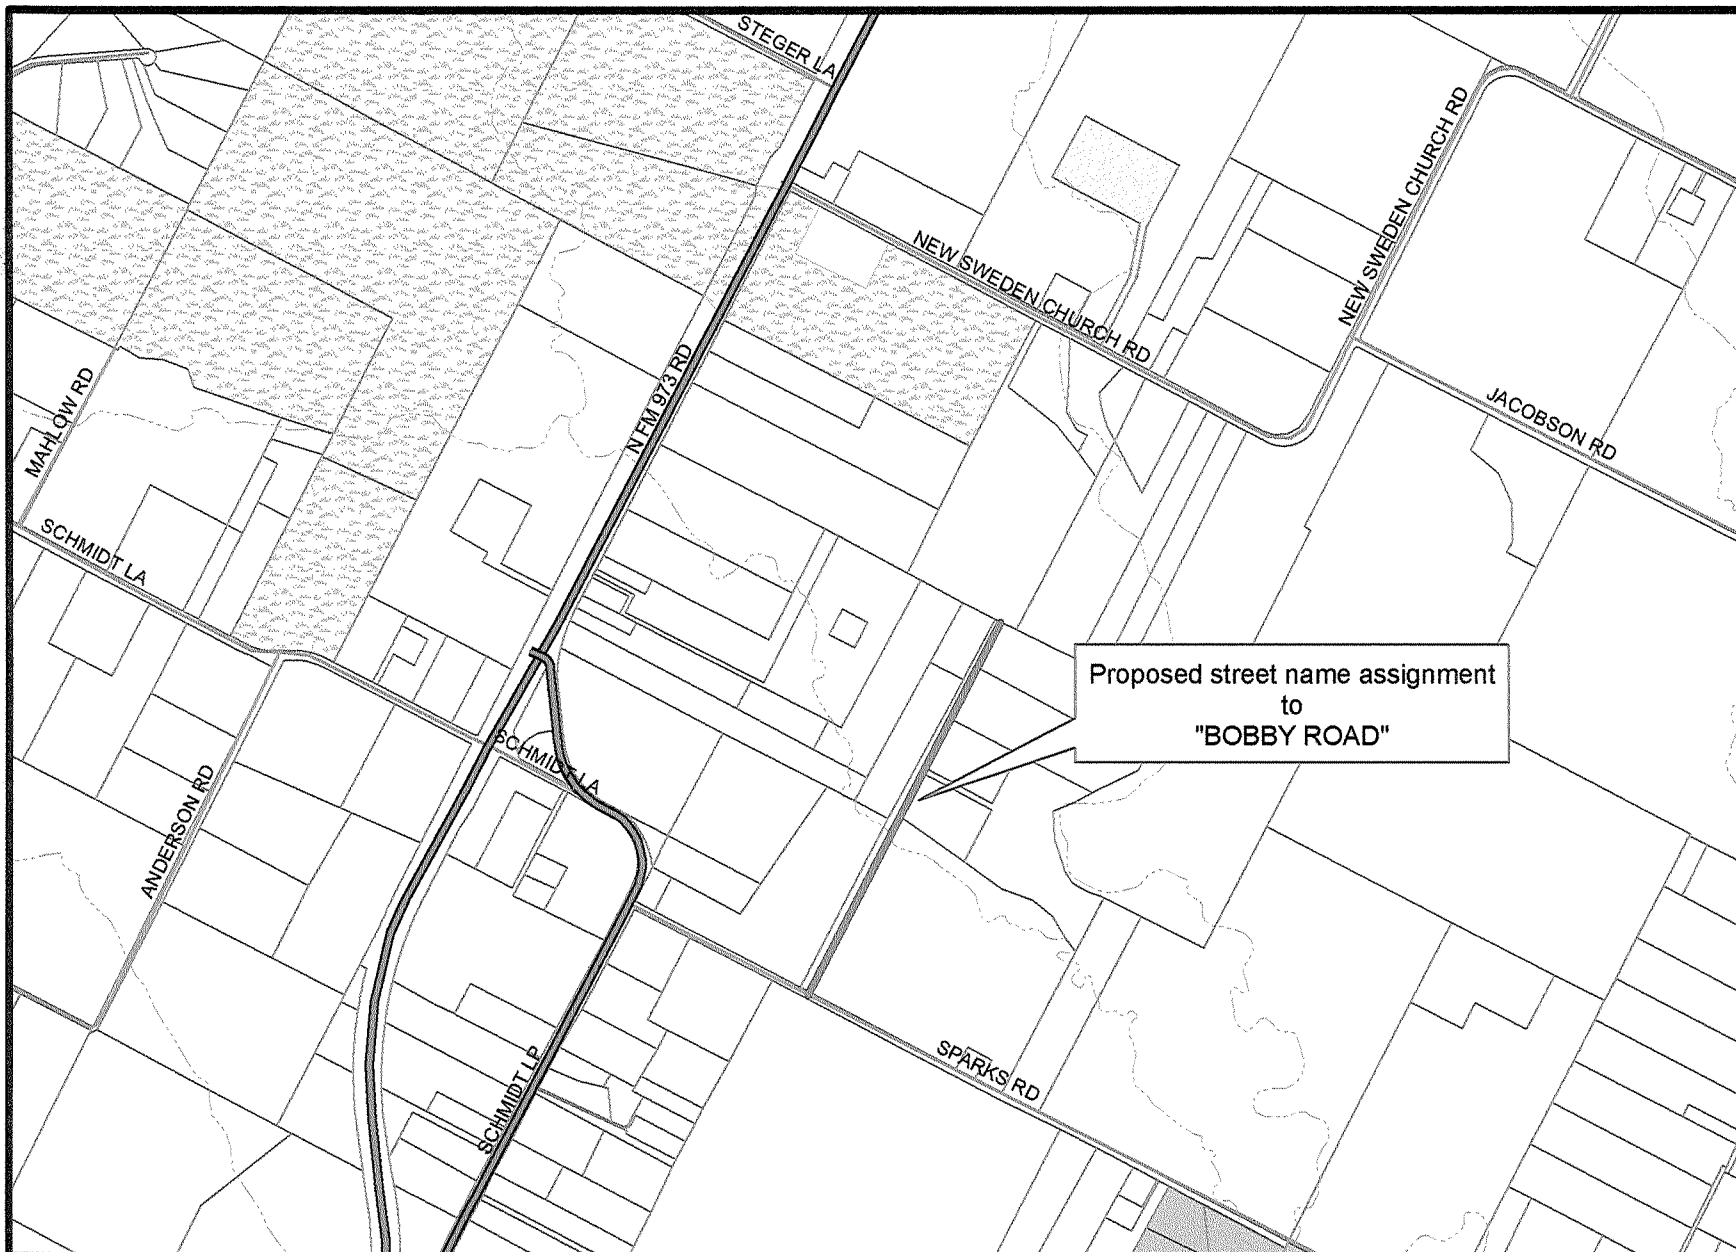 STEGER LA
NEW SWEDEN CHURCH RD
NEW SWEDEN CHURCH RD
N FM 973 RD
MAHLOW RD
JACOBSON RD
SCHMIDT LA
Proposed street name assignment
to
"BOBBY ROAD"
SCHMIDT LA
ANDERSON RD
SCHMIDT LP
SPARKS RD